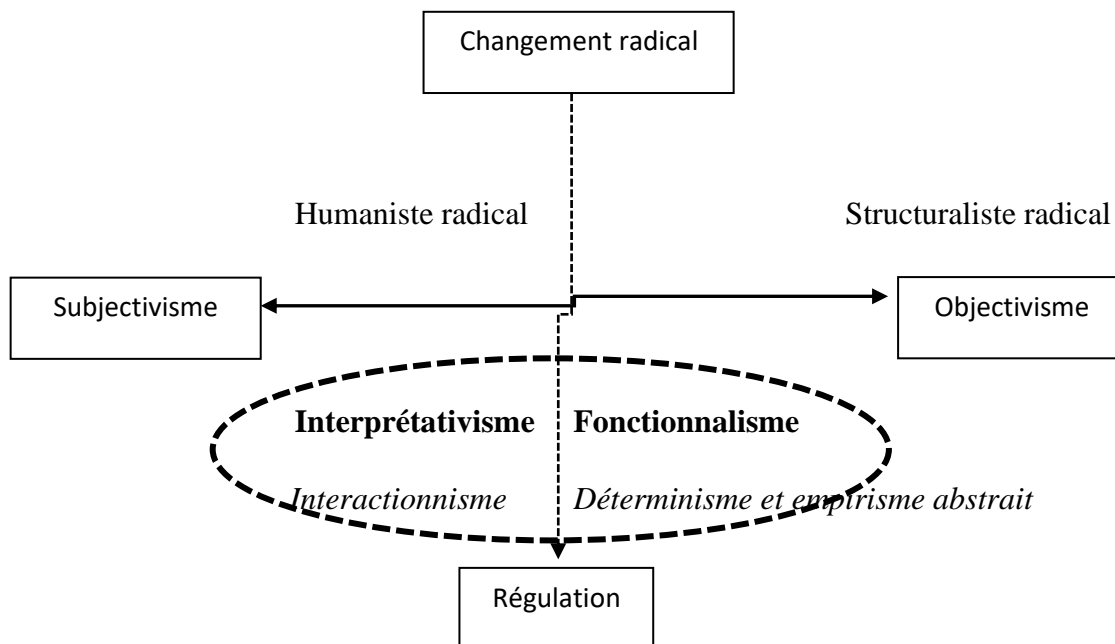 Changement radical
Humaniste radical
Structuraliste radical
Subjectivisme
Objectivisme
Interprétativisme
Fonctionnalisme
Interactionnisme
Déterminisme et empirisme abstrait
Régulation